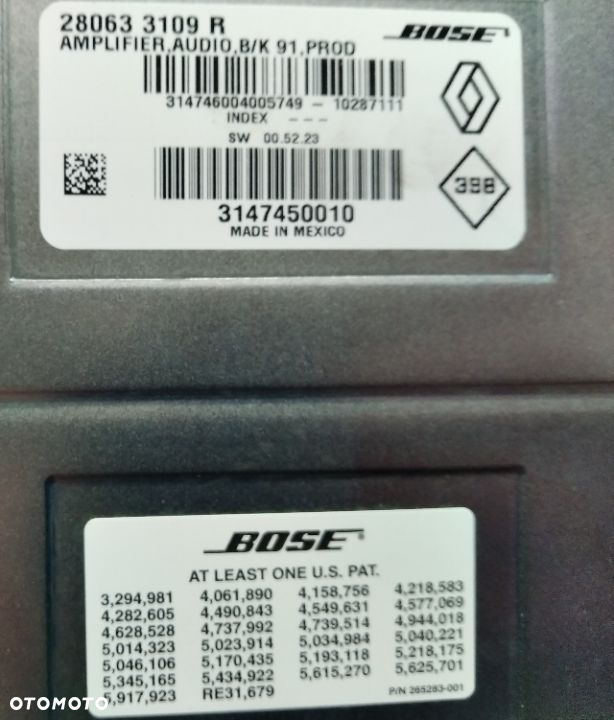 28063 3109 R
BOSE
AMPLIFIER,AUDIO,B/K 91,PROD
314746004005749 - 10287111
INDEX ---
SW 00.52.23
398
3147450010
MADE IN MEXICO
BOSE®
AT LEAST ONE U.S. PAT.
3,294,981 4,061,890 4,158,756 4,218,583
4,282,605 4,490,843 4,549,631 4,577,069
4,628,528 4,737,992 4,739,514 4,944,018
5,014,323 5,023,914 5,034,984 5,040,221
5,046,106 5,170,435 5,193,118 5,218,175
5,345,165 5,434,922 5,615,270 5,625,701
5,917,923 RE31,679
P/N 265283-001
OTOMOTO